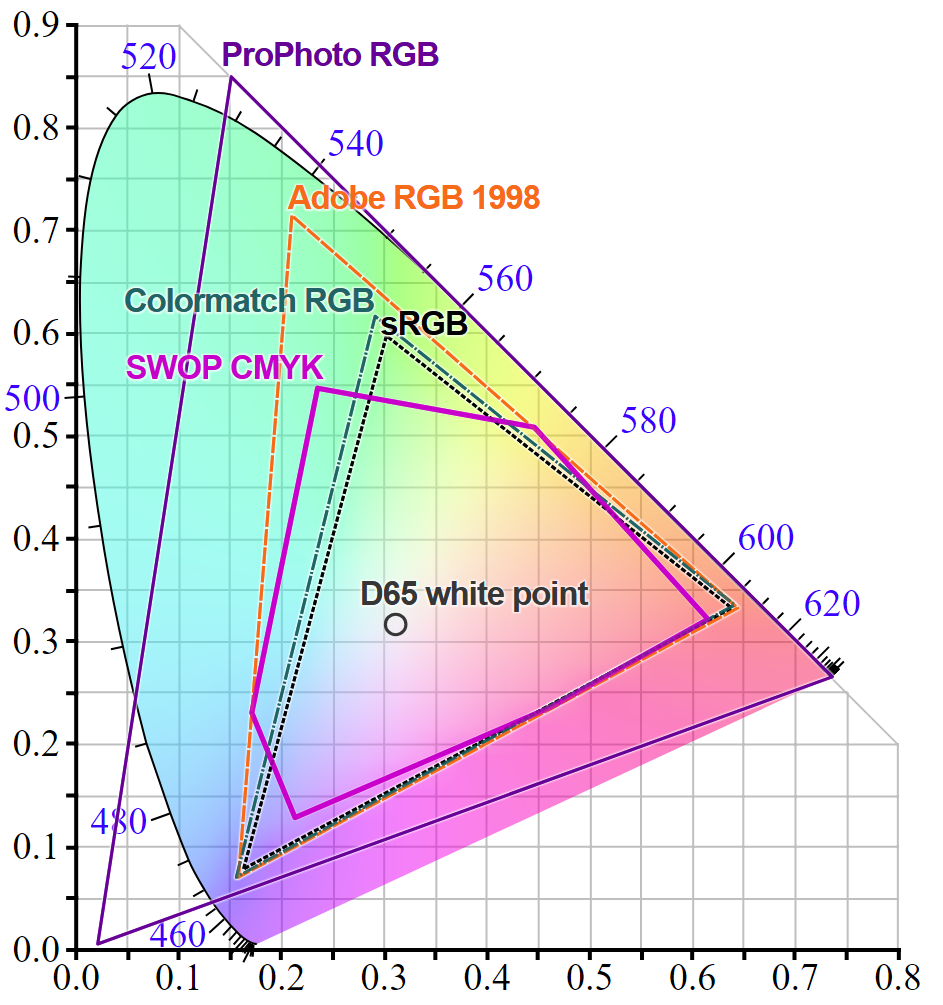 0.9
ProPhoto RGB
520
0.8
540
Adobe RGB 1998
0.7
560
Colormatch RGB
sRGB
0.6
SWOP CMYK
500
580
0.5
0.4
600
D65 white point
620
0.3
0.2
480
0.1
460
0.0
0.0 0.1 0.2 0.3 0.4 0.5 0.6 0.7 0.8